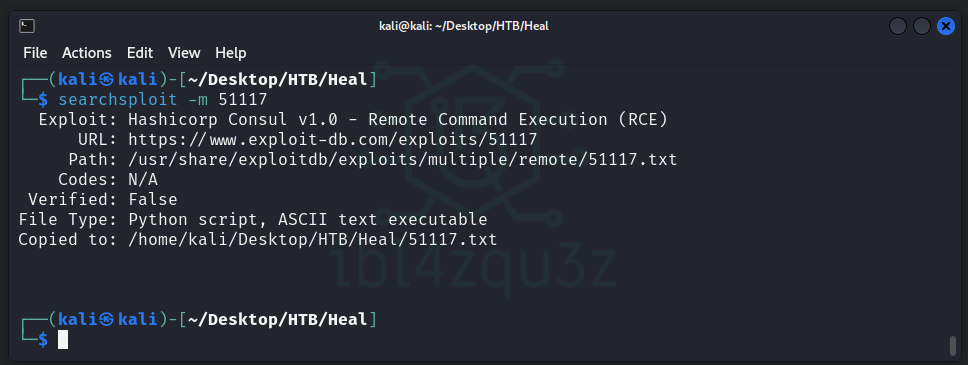 kali@kali: ~/Desktop/HTB/Heal
File Actions Edit View Help
┌──(kali㉿kali)-[~/Desktop/HTB/Heal]
└─$ searchsploit -m 51117
Exploit: Hashicorp Consul v1.0 - Remote Command Execution (RCE)
URL: https://www.exploit-db.com/exploits/51117
Path: /usr/share/exploitdb/exploits/multiple/remote/51117.txt
Codes: N/A
Verified: False
File Type: Python script, ASCII text executable
Copied to: /home/kali/Desktop/HTB/Heal/51117.txt
1bl4zqu3z
┌──(kali㉿kali)-[~/Desktop/HTB/Heal]
└─$